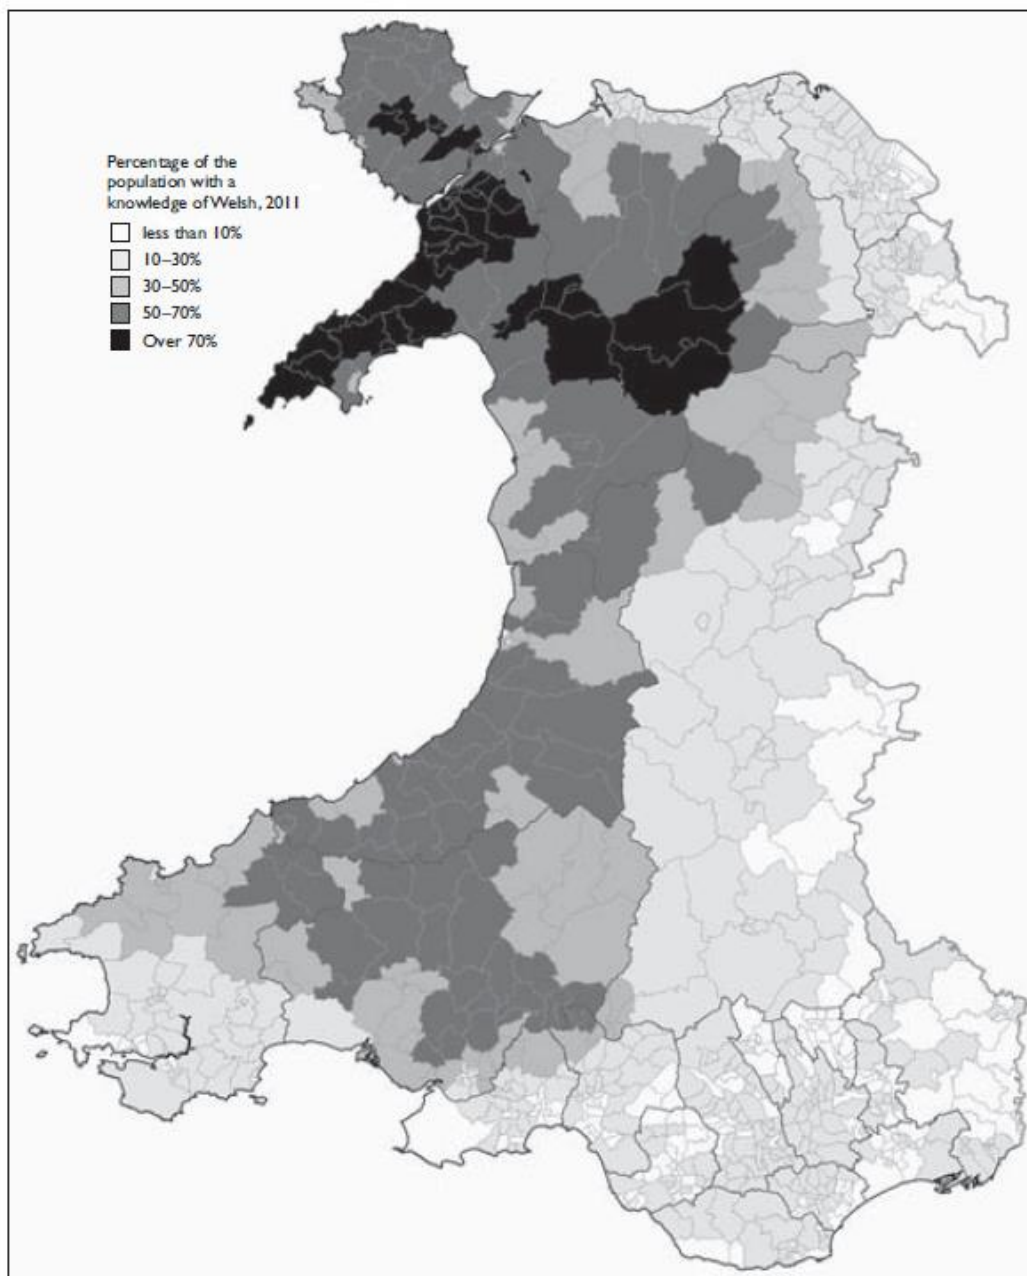 Percentage of the
population with a
knowledge of Welsh, 2011
less than 10%
10–30%
30–50%
50–70%
Over 70%